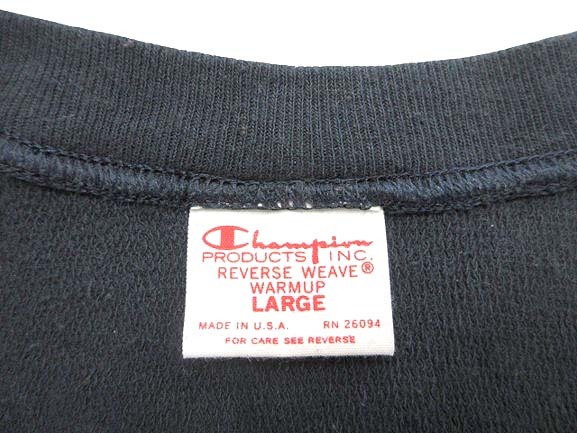 Champion
PRODUCTS INC.
REVERSE WEAVE®
WARMUP
LARGE
MADE IN U.S.A. RN 26094
FOR CARE SEE REVERSE